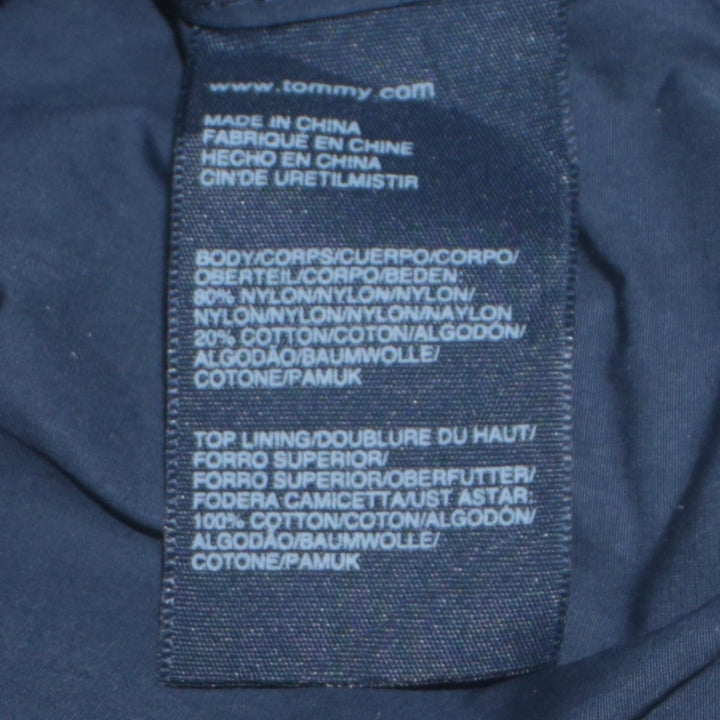 www.tommy.com
MADE IN CHINA
FABRIQUÉ EN CHINE
HECHO EN CHINA
CIN'DE URETILMISTIR
BODY/CORPS/CUERPO/CORPO/
OBERTEIL/CORPO/BEDEN:
80% NYLON/NYLON/NYLON/
NYLON/NYLON/NYLON/NAYLON
20% COTTON/COTON/ALGODÓN/
ALGODÃO/BAUMWOLLE/
COTONE/PAMUK
TOP LINING/DOUBLURE DU HAUT/
FORRO SUPERIOR/
FORRO SUPERIOR/OBERFUTTER/
FODERA CAMICETTA/UST ASTAR:
100% COTTON/COTON/ALGODÓN/
ALGODÃO/BAUMWOLLE/
COTONE/PAMUK